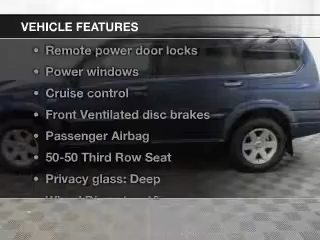 VEHICLE FEATURES
• Remote power door locks
• Power windows
• Cruise control
• Front Ventilated disc brakes
• Passenger Airbag
• 50-50 Third Row Seat
• Privacy glass: Deep